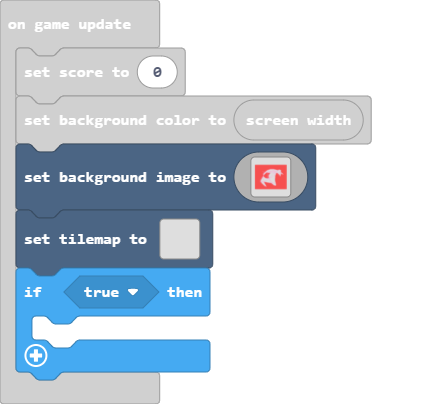 on game update
set score to 0
set background color to screen width
set background image to
set tilemap to
if true then